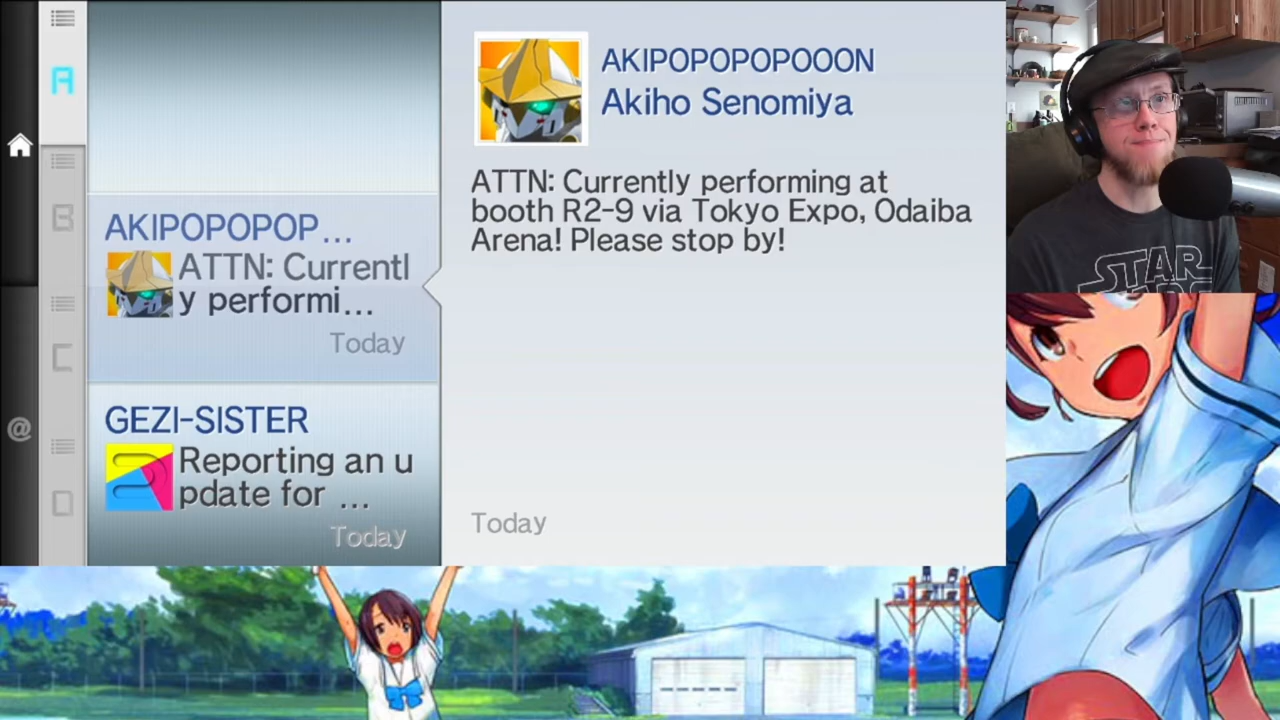 A
B
C
D
@
AKIPOPOPOP...
ATTN: Currentl
y performi...
Today
GEZI-SISTER
Reporting an u
pdate for ...
Today
AKIPOPOPOPOOON
Akiho Senomiya
ATTN: Currently performing at
booth R2-9 via Tokyo Expo, Odaiba
Arena! Please stop by!
Today
STAR